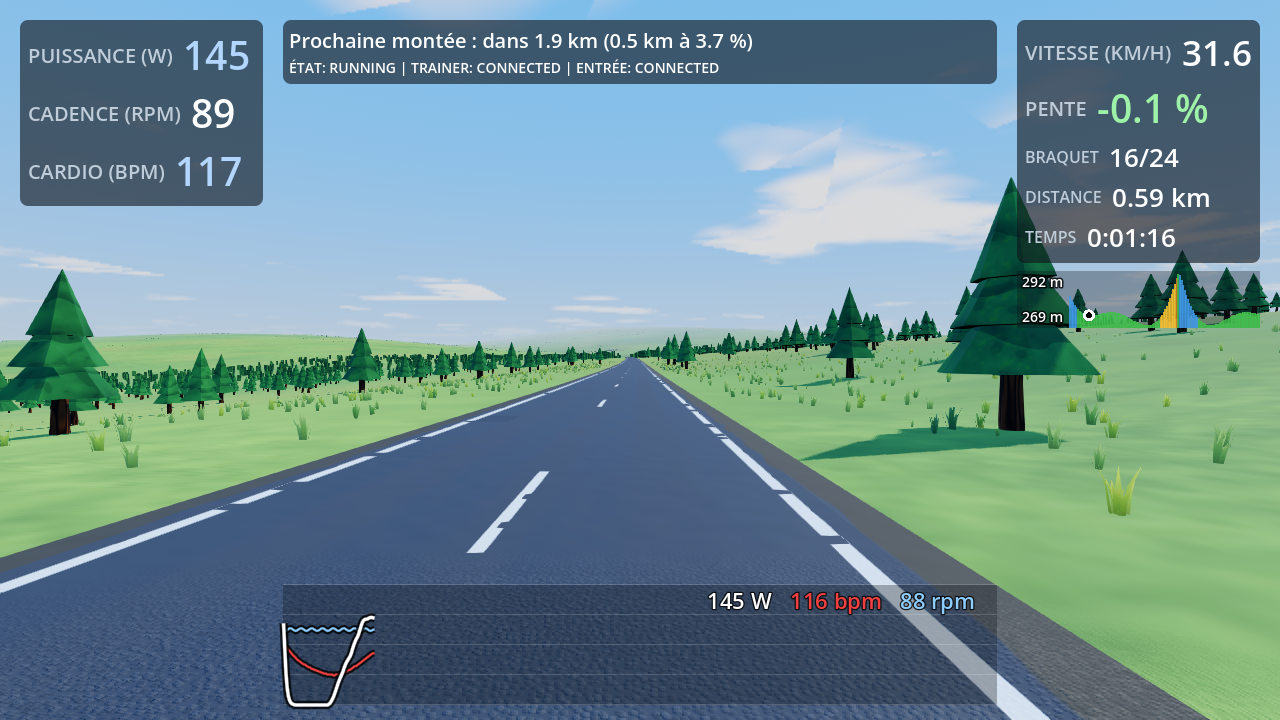 PUISSANCE (W) 145
CADENCE (RPM) 89
CARDIO (BPM) 117
Prochaine montée : dans 1.9 km (0.5 km à 3.7 %)
ÉTAT: RUNNING | TRAINER: CONNECTED | ENTRÉE: CONNECTED
VITESSE (KM/H) 31.6
PENTE -0.1 %
BRAQUET 16/24
DISTANCE 0.59 km
TEMPS 0:01:16
292 m
269 m
145 W 116 bpm 88 rpm